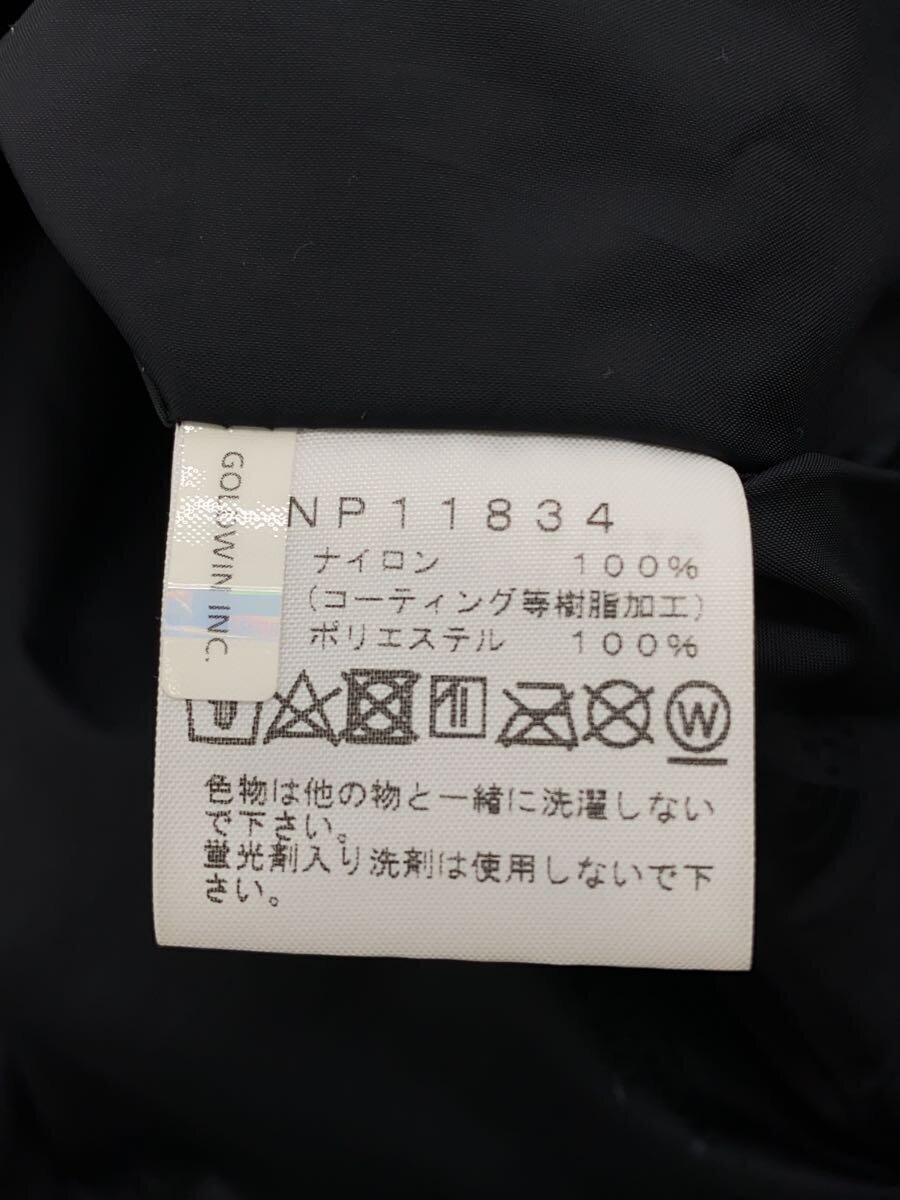 GOLDWIN INC.
NP11834
ナイロン 100%
(コーティング等樹脂加工)
ポリエステル 100%
W
色物は他の物と一緒に洗濯しない
で下さい。
蛍光剤入り洗剤は使用しないで下
さい。